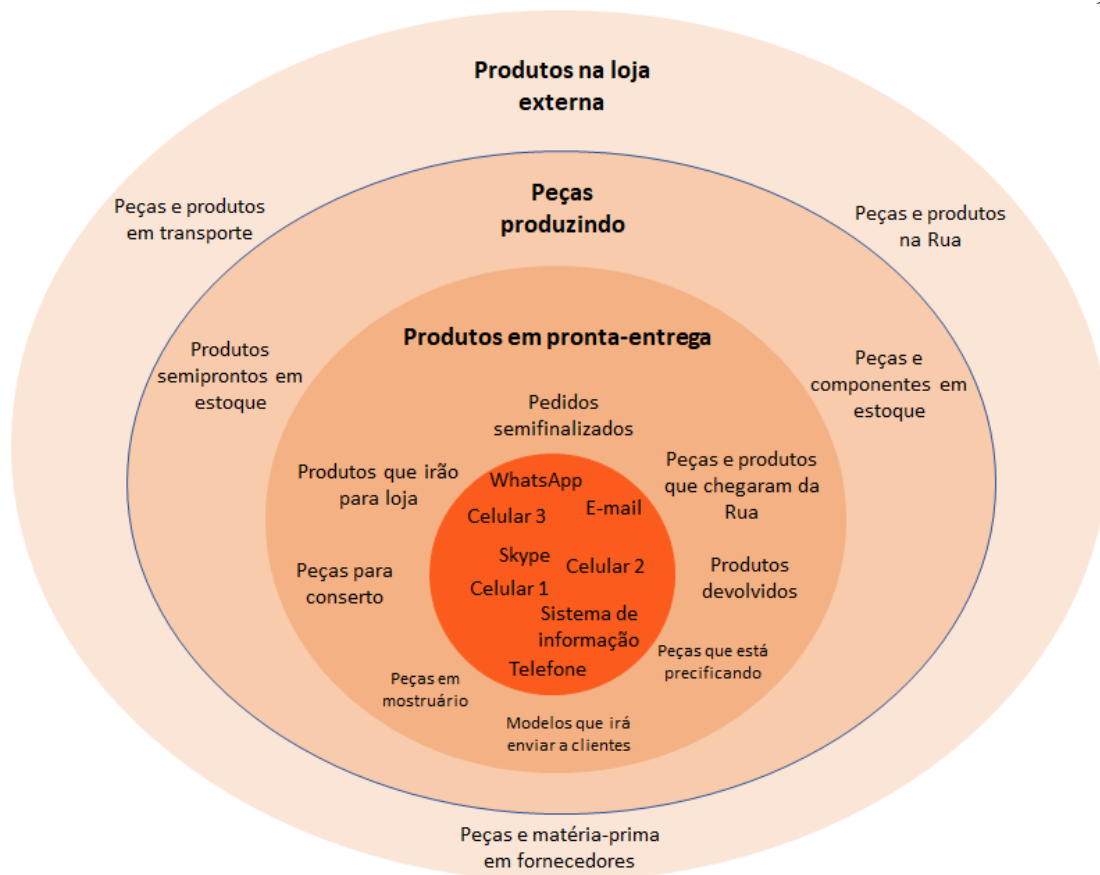 Produtos na loja
externa
Peças
produzindo
Peças e produtos
em transporte
Peças e produtos
na Rua
Produtos em pronta-entrega
Produtos
semiprontos em
estoque
Peças e
componentes em
estoque
Pedidos
semifinalizados
Produtos que irão
para loja
Peças e produtos
que chegaram da
Rua
WhatsApp
E-mail
Celular 3
Skype
Celular 2
Celular 1
Sistema de
informação
Telefone
Peças para
conserto
Produtos
devolvidos
Peças que está
precificando
Peças em
mostruário
Modelos que irá
enviar a clientes
Peças e matéria-prima
em fornecedores